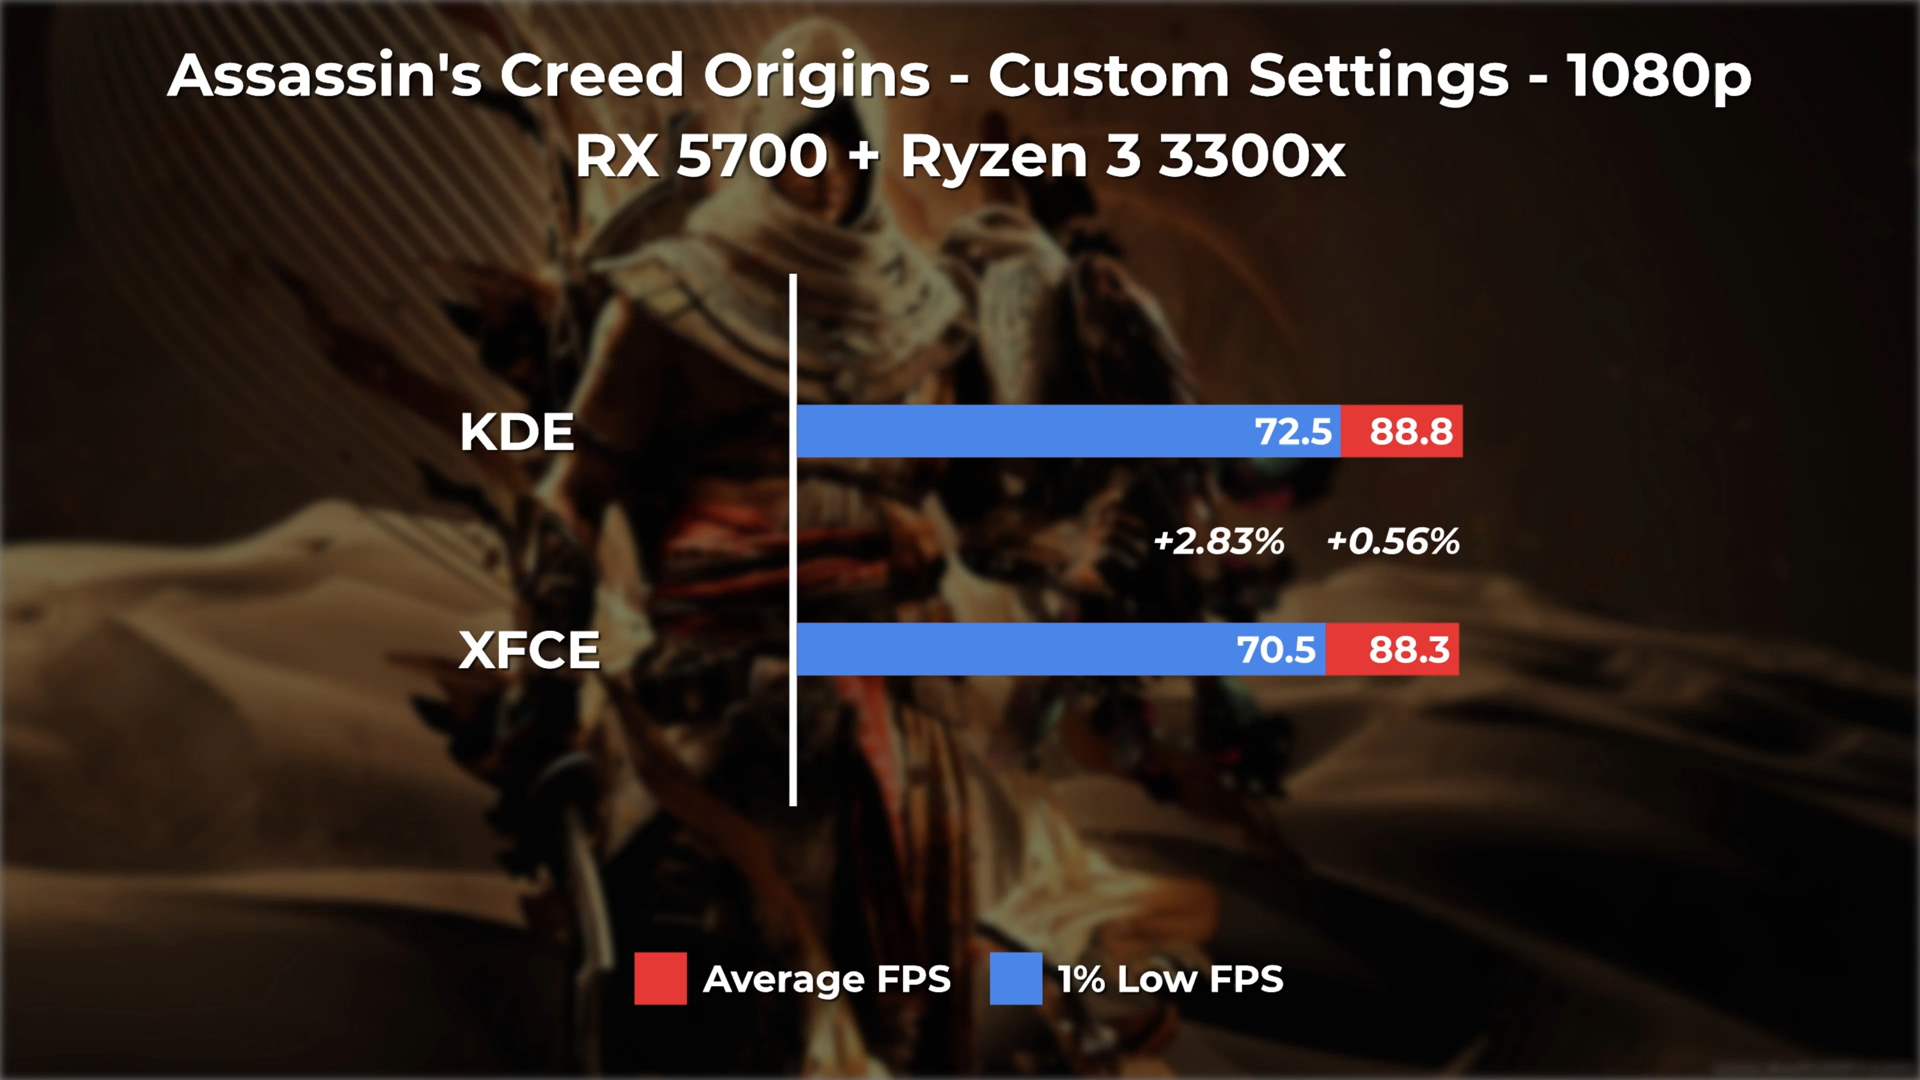 Assassin's Creed Origins - Custom Settings - 1080p
RX 5700 + Ryzen 3 3300x
KDE 72.5 88.8
+2.83% +0.56%
XFCE 70.5 88.3
Average FPS 1% Low FPS